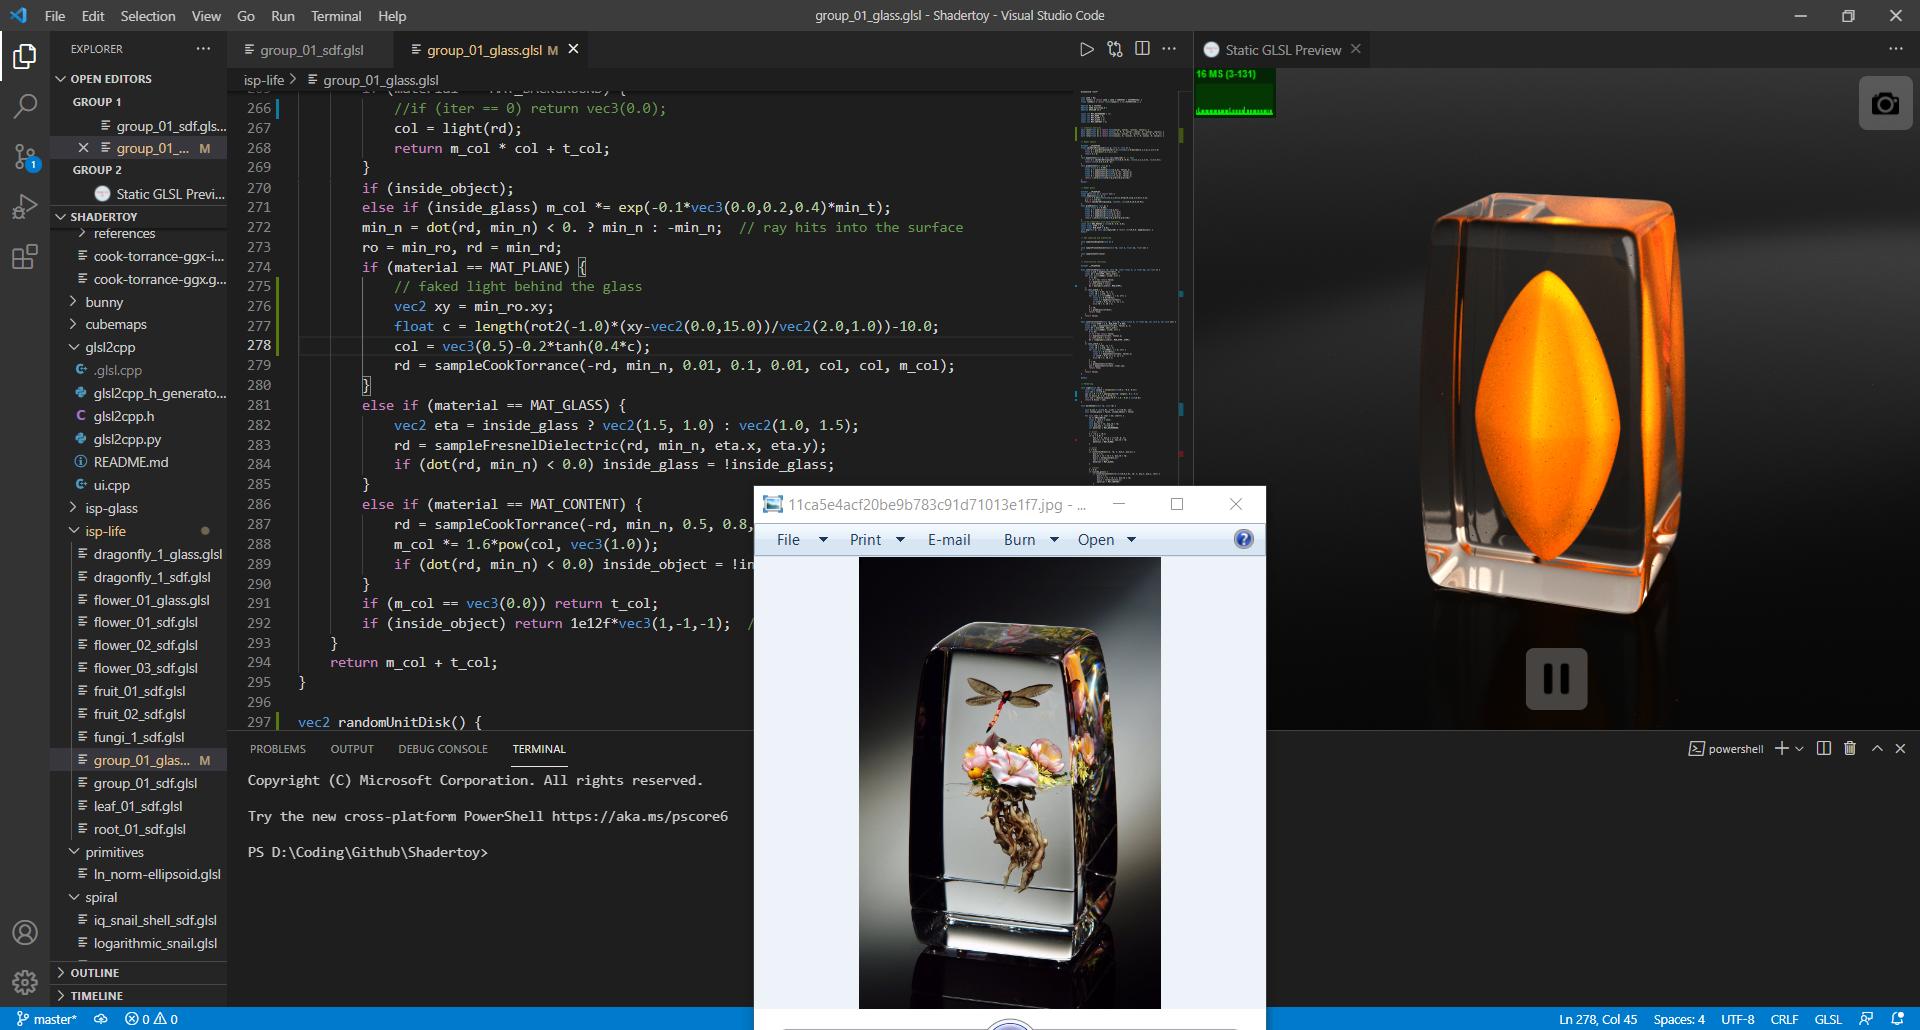 File Edit Selection View Go Run Terminal Help
group_01_glass.glsl - Shadertoy - Visual Studio Code
EXPLORER
OPEN EDITORS
GROUP 1
group_01_sdf.gls...
group_01_... M
GROUP 2
Static GLSL Previ...
SHADERTOY
references
cook-torrance-ggx-i...
cook-torrance-ggx.g...
bunny
cubemaps
glsl2cpp
.glsl.cpp
glsl2cpp_h_generato...
glsl2cpp.h
glsl2cpp.py
README.md
ui.cpp
isp-glass
isp-life
dragonfly_1_glass.glsl
dragonfly_1_sdf.glsl
flower_01_glass.glsl
flower_01_sdf.glsl
flower_02_sdf.glsl
flower_03_sdf.glsl
fruit_01_sdf.glsl
fruit_02_sdf.glsl
fungi_1_sdf.glsl
group_01_glas... M
group_01_sdf.glsl
leaf_01_sdf.glsl
root_01_sdf.glsl
primitives
ln_norm-ellipsoid.glsl
spiral
iq_snail_shell_sdf.glsl
logarithmic_snail.glsl
OUTLINE
TIMELINE
1
group_01_sdf.glsl
group_01_glass.glsl M
isp-life > group_01_glass.glsl
266 //if (iter == 0) return vec3(0.0);
267 col = light(rd);
268 return m_col * col + t_col;
269 }
270 if (inside_object);
271 else if (inside_glass) m_col *= exp(-0.1*vec3(0.0,0.2,0.4)*min_t);
272 min_n = dot(rd, min_n) < 0. ? min_n : -min_n; // ray hits into the surface
273 ro = min_ro, rd = min_rd;
274 if (material == MAT_PLANE) {
275 // faked light behind the glass
276 vec2 xy = min_ro.xy;
277 float c = length(rot2(-1.0)*(xy-vec2(0.0,15.0))/vec2(2.0,1.0))-10.0;
278 col = vec3(0.5)-0.2*tanh(0.4*c);
279 rd = sampleCookTorrance(-rd, min_n, 0.01, 0.1, 0.01, col, col, m_col);
280 }
281 else if (material == MAT_GLASS) {
282 vec2 eta = inside_glass ? vec2(1.5, 1.0) : vec2(1.0, 1.5);
283 rd = sampleFresnelDielectric(rd, min_n, eta.x, eta.y);
284 if (dot(rd, min_n) < 0.0) inside_glass = !inside_glass;
285 }
286 else if (material == MAT_CONTENT) {
287 rd = sampleCookTorrance(-rd, min_n, 0.5, 0.8,
288 m_col *= 1.6*pow(col, vec3(1.0));
289 if (dot(rd, min_n) < 0.0) inside_object = !in
290 }
291 if (m_col == vec3(0.0)) return t_col;
292 if (inside_object) return 1e12f*vec3(1,-1,-1); /
293 }
294 return m_col + t_col;
295 }
296
297 vec2 randomUnitDisk() {
PROBLEMS OUTPUT DEBUG CONSOLE TERMINAL
powershell
Copyright (C) Microsoft Corporation. All rights reserved.
Try the new cross-platform PowerShell https://aka.ms/pscore6
PS D:\Coding\Github\Shadertoy>
Static GLSL Preview
16 MS (3-131)
11ca5e4acf20be9b783c91d71013e1f7.jpg - ...
File Print E-mail Burn Open
master* 0 0
Ln 278, Col 45 Spaces: 4 UTF-8 CRLF GLSL